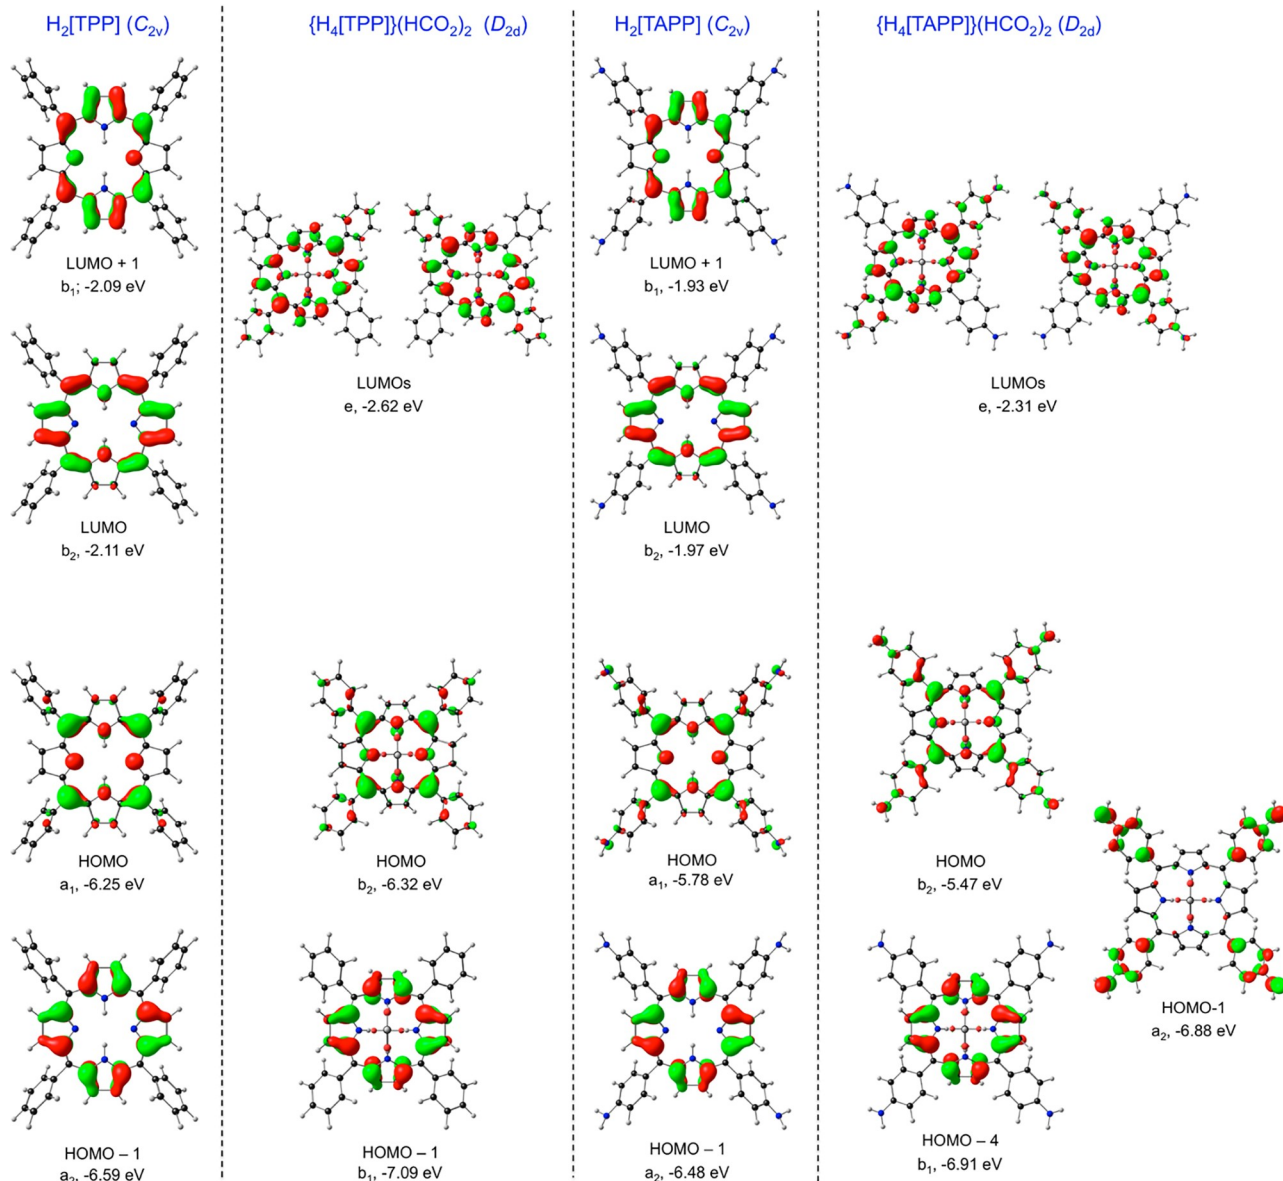 H₂[TPP] (C₂ᵥ)
{H₄[TPP]}(HCO₂)₂ (D₂d)
H₂[TAPP] (C₂ᵥ)
{H₄[TAPP]}(HCO₂)₂ (D₂d)
LUMO + 1
b₁; -2.09 eV
LUMO
b₂, -2.11 eV
HOMO
a₁, -6.25 eV
HOMO – 1
a₂, -6.59 eV
LUMOs
e, -2.62 eV
HOMO
b₂, -6.32 eV
HOMO – 1
b₁, -7.09 eV
LUMO + 1
b₁, -1.93 eV
LUMO
b₂, -1.97 eV
HOMO
a₁, -5.78 eV
HOMO – 1
a₂, -6.48 eV
LUMOs
e, -2.31 eV
HOMO
b₂, -5.47 eV
HOMO-1
a₂, -6.88 eV
HOMO – 4
b₁, -6.91 eV